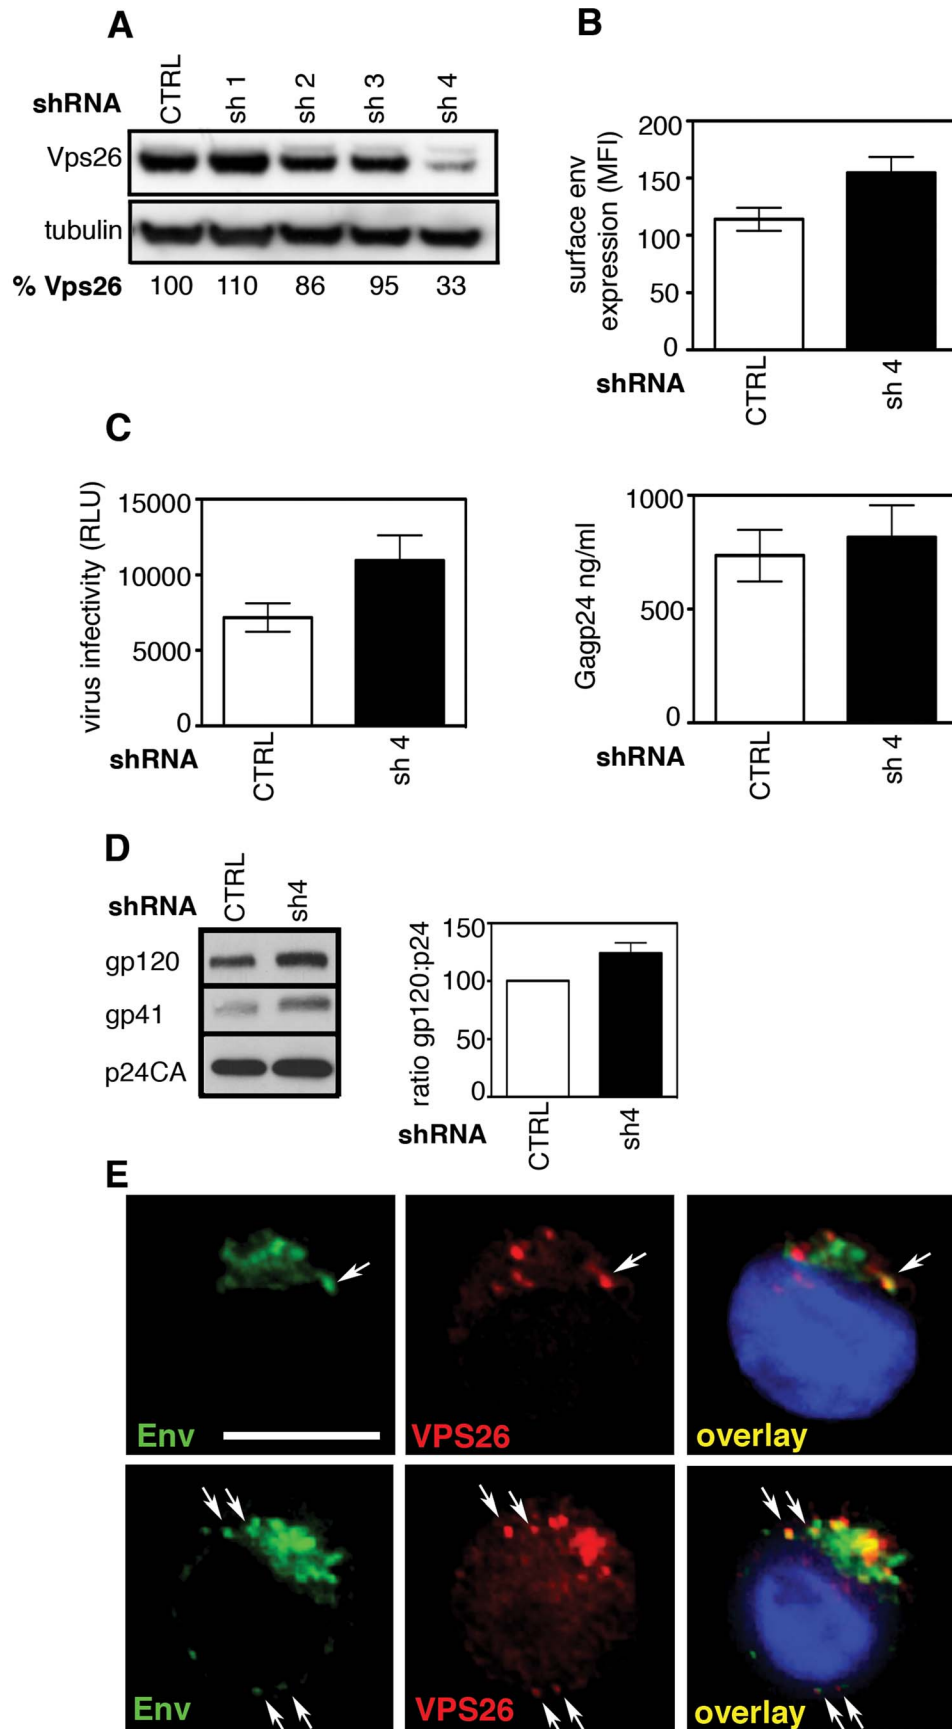 A
shRNA CTRL sh 1 sh 2 sh 3 sh 4
Vps26
tubulin
% Vps26 100 110 86 95 33
B
surface env
expression (MFI)
200
150
100
50
0
shRNA CTRL sh 4
C
virus infectivity (RLU)
15000
10000
5000
0
shRNA CTRL sh 4
Gagp24 ng/ml
1000
500
0
shRNA CTRL sh 4
D
shRNA CTRL sh4
gp120
gp41
p24CA
ratio gp120:p24
150
100
50
0
shRNA CTRL sh4
E
Env VPS26 overlay
Env VPS26 overlay